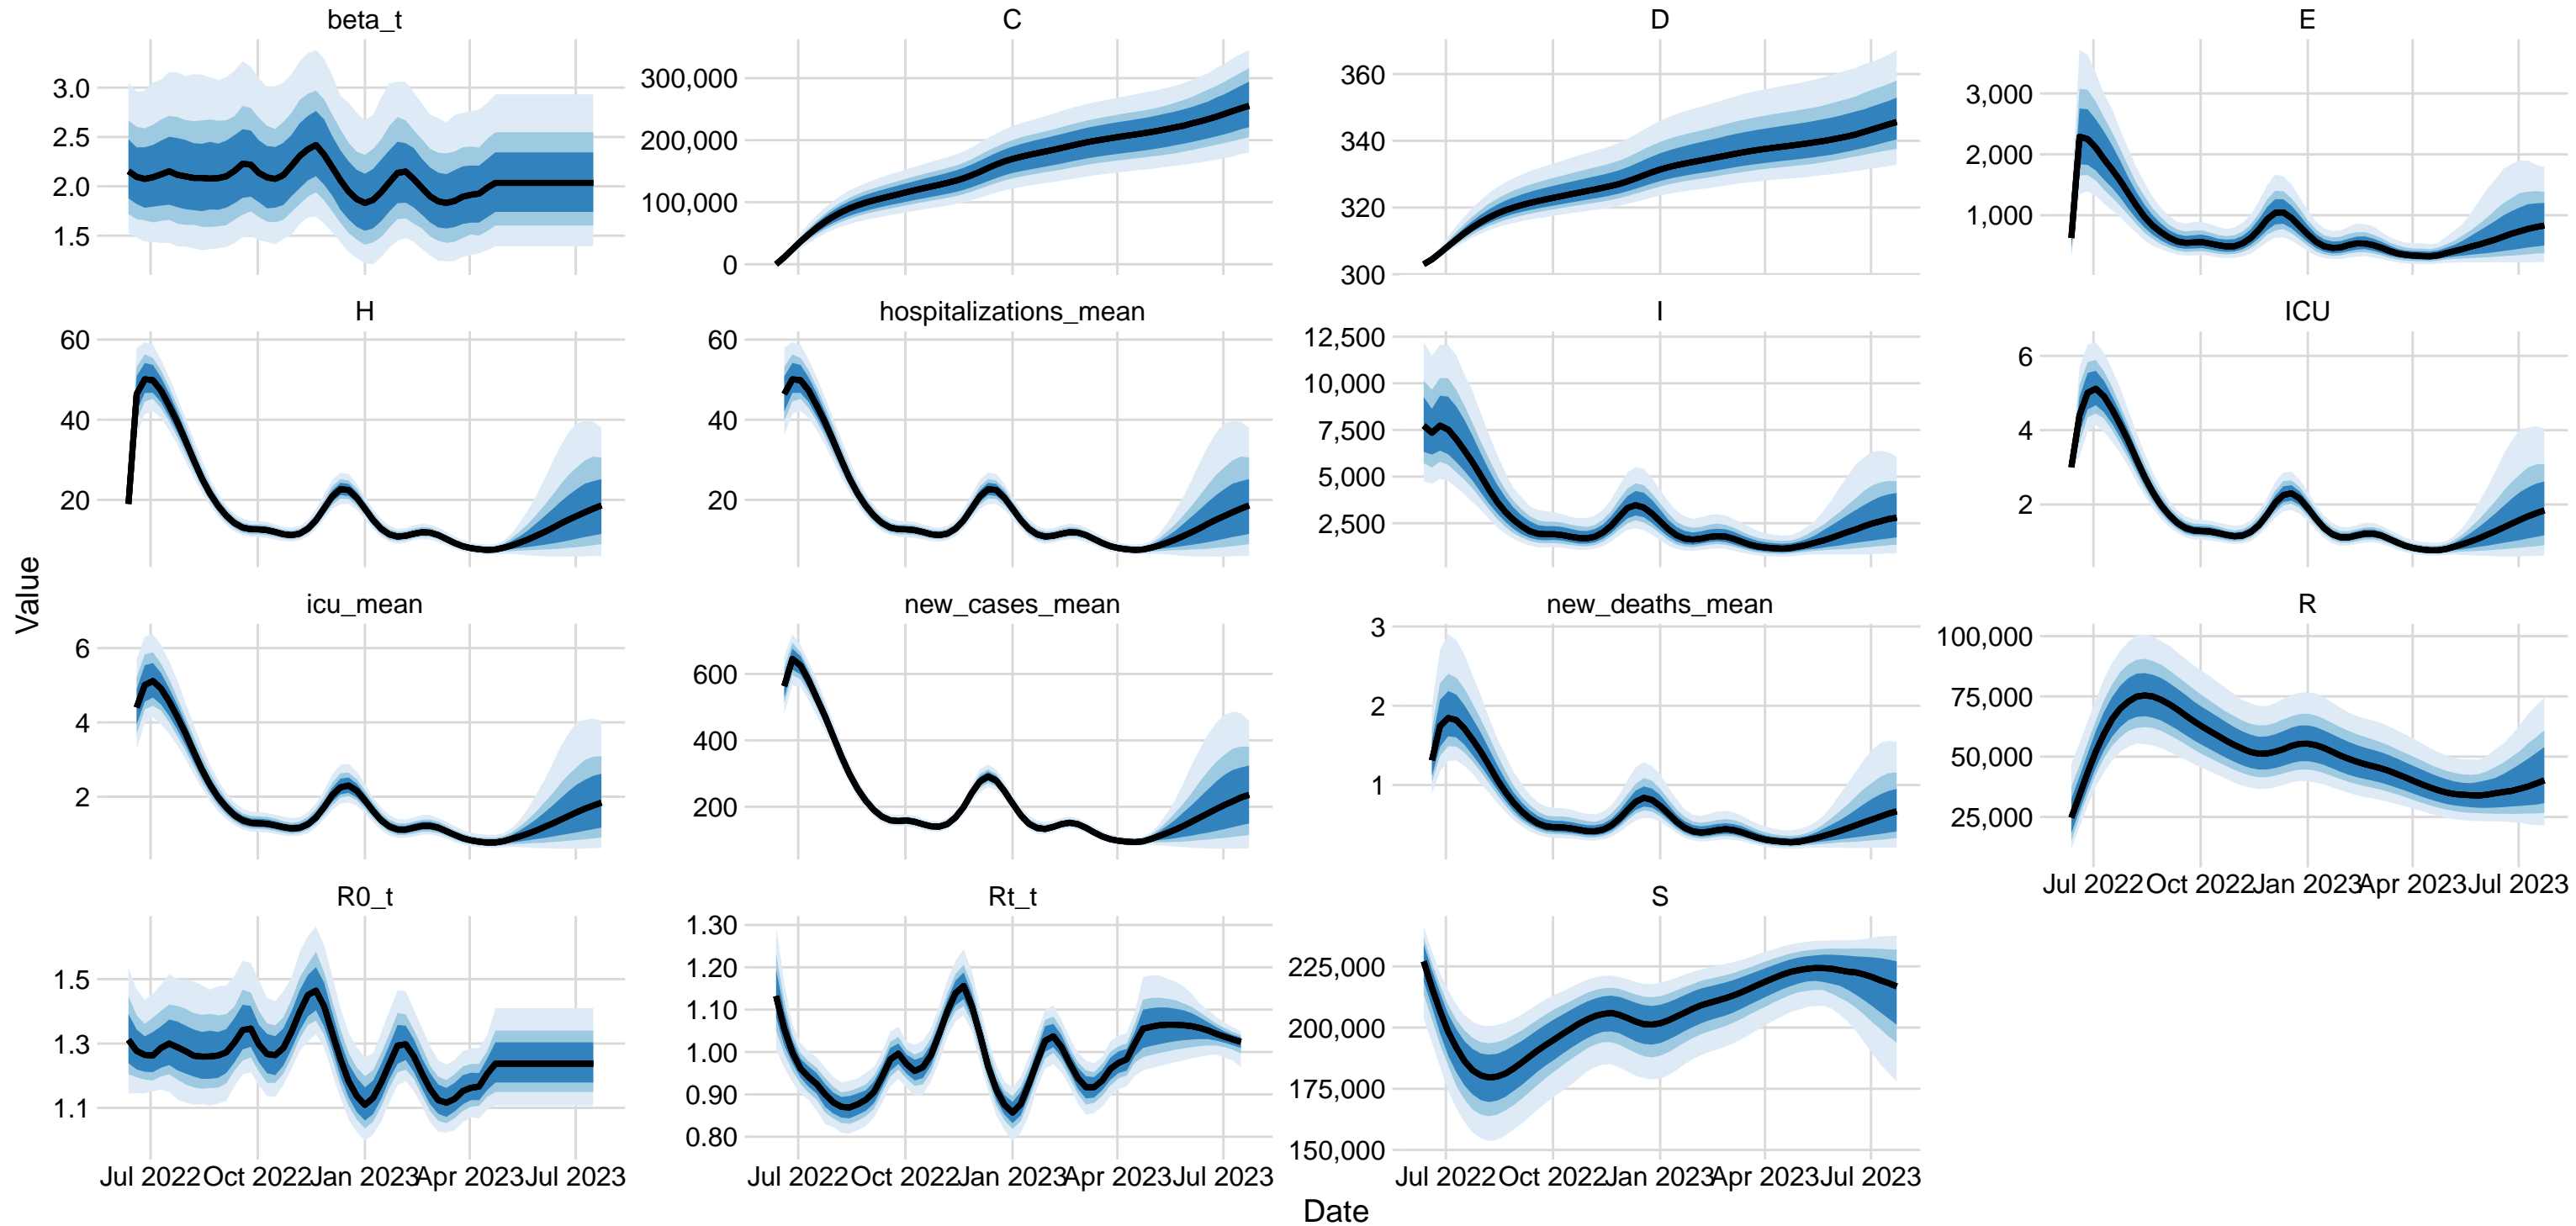 beta_t
C
D
E
3.0
2.5
2.0
1.5
300,000
200,000
100,000
0
360
340
320
300
3,000
2,000
1,000
H
hospitalizations_mean
I
ICU
60
40
20
60
40
20
12,500
10,000
7,500
5,000
2,500
6
4
2
icu_mean
new_cases_mean
new_deaths_mean
R
6
4
2
600
400
200
3
2
1
100,000
75,000
50,000
25,000
Jul 2022 Oct 2022 Jan 2023 Apr 2023 Jul 2023
R0_t
Rt_t
S
1.5
1.3
1.1
1.30
1.20
1.10
1.00
0.90
0.80
225,000
200,000
175,000
150,000
Jul 2022 Oct 2022 Jan 2023 Apr 2023 Jul 2023
Jul 2022 Oct 2022 Jan 2023 Apr 2023 Jul 2023
Jul 2022 Oct 2022 Jan 2023 Apr 2023 Jul 2023
Value
Date